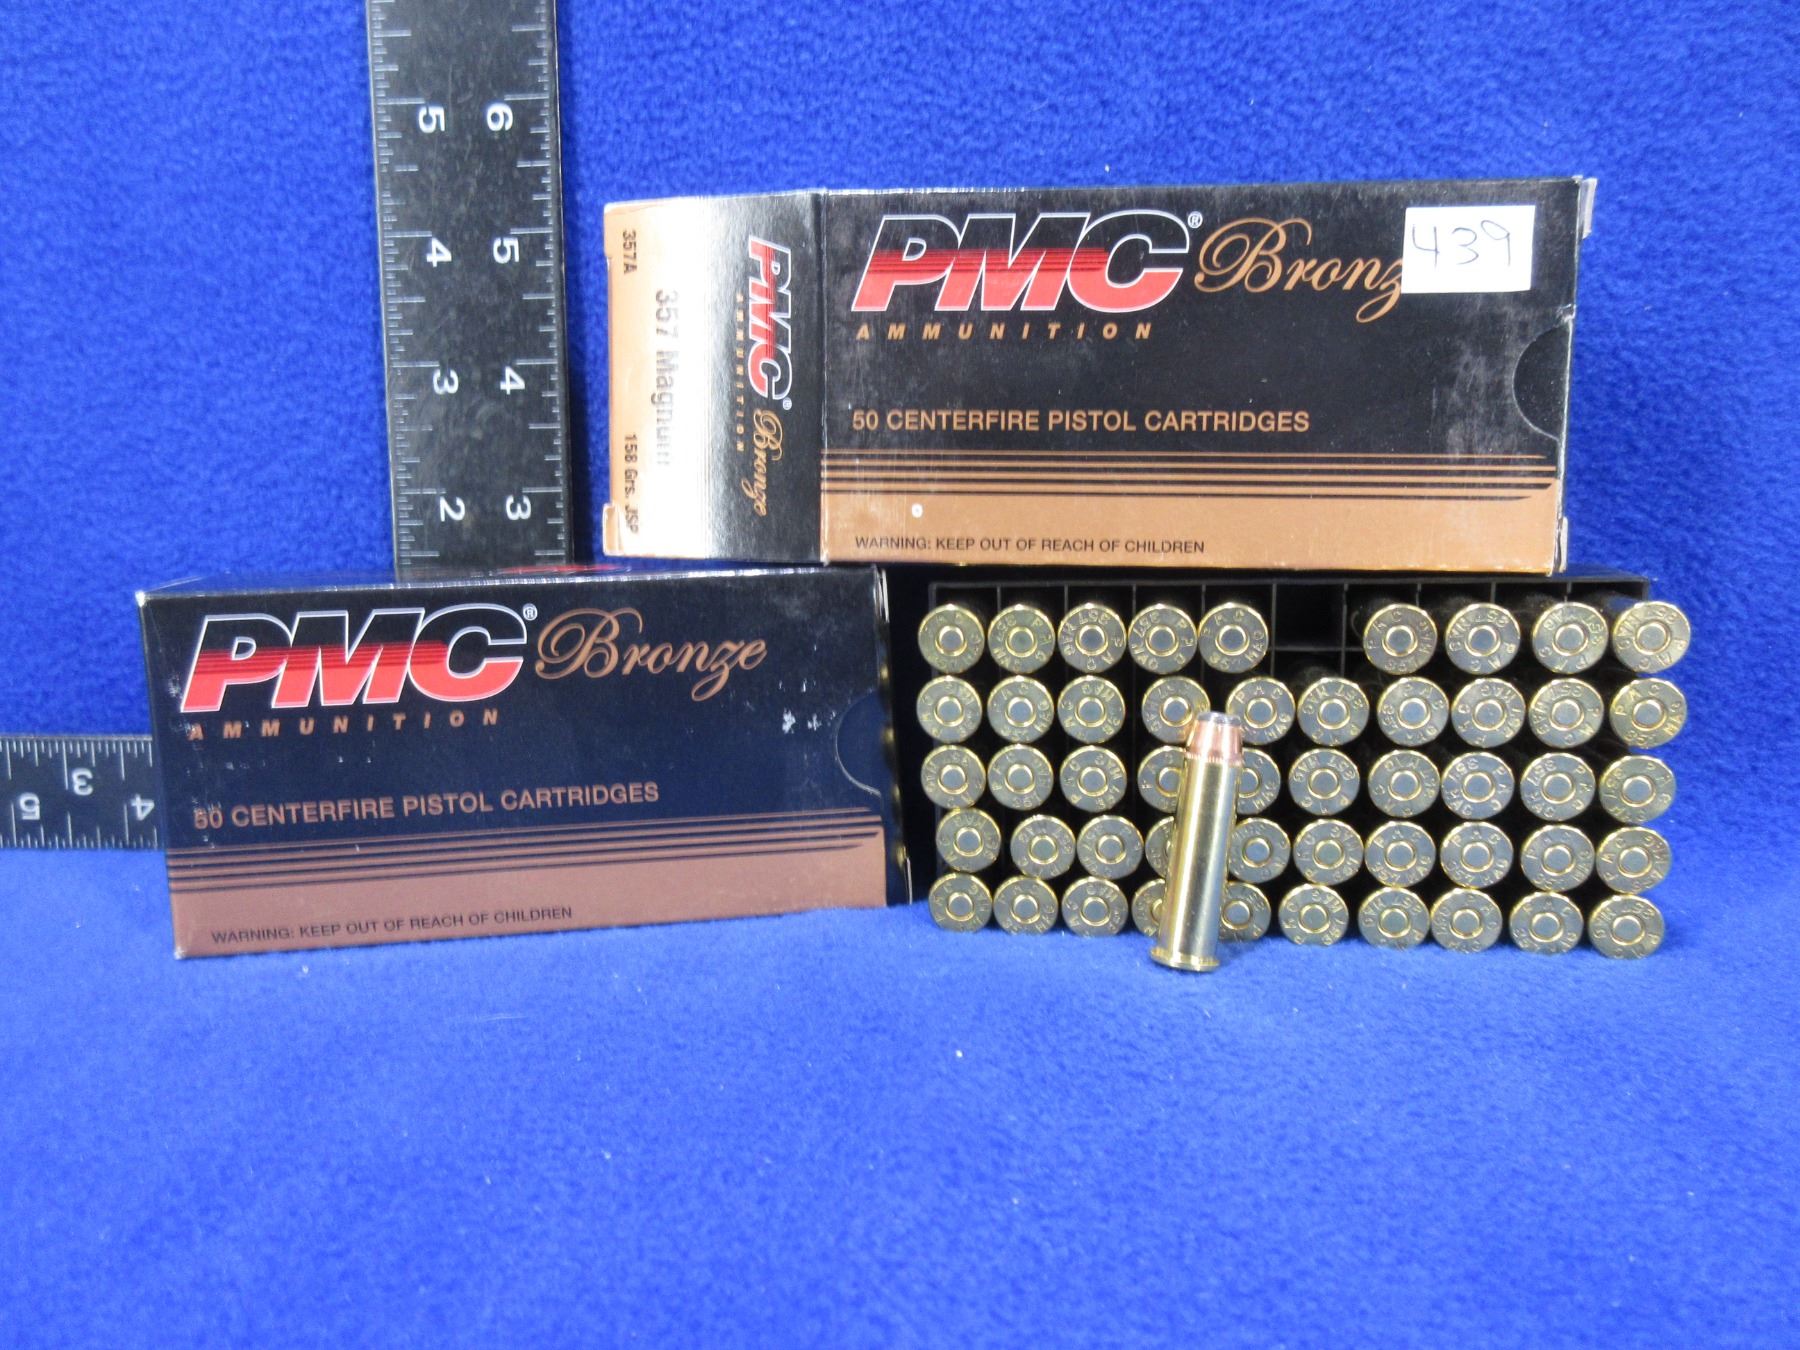 5 6
4 5
3 4
2 3
357A
357 Magnum
158 Grs. JSP
PMC® Bronze
AMMUNITION
PMC® Bronz
439
AMMUNITION
50 CENTERFIRE PISTOL CARTRIDGES
WARNING: KEEP OUT OF REACH OF CHILDREN
PMC® Bronze
AMMUNITION
50 CENTERFIRE PISTOL CARTRIDGES
WARNING: KEEP OUT OF REACH OF CHILDREN
3
5 4